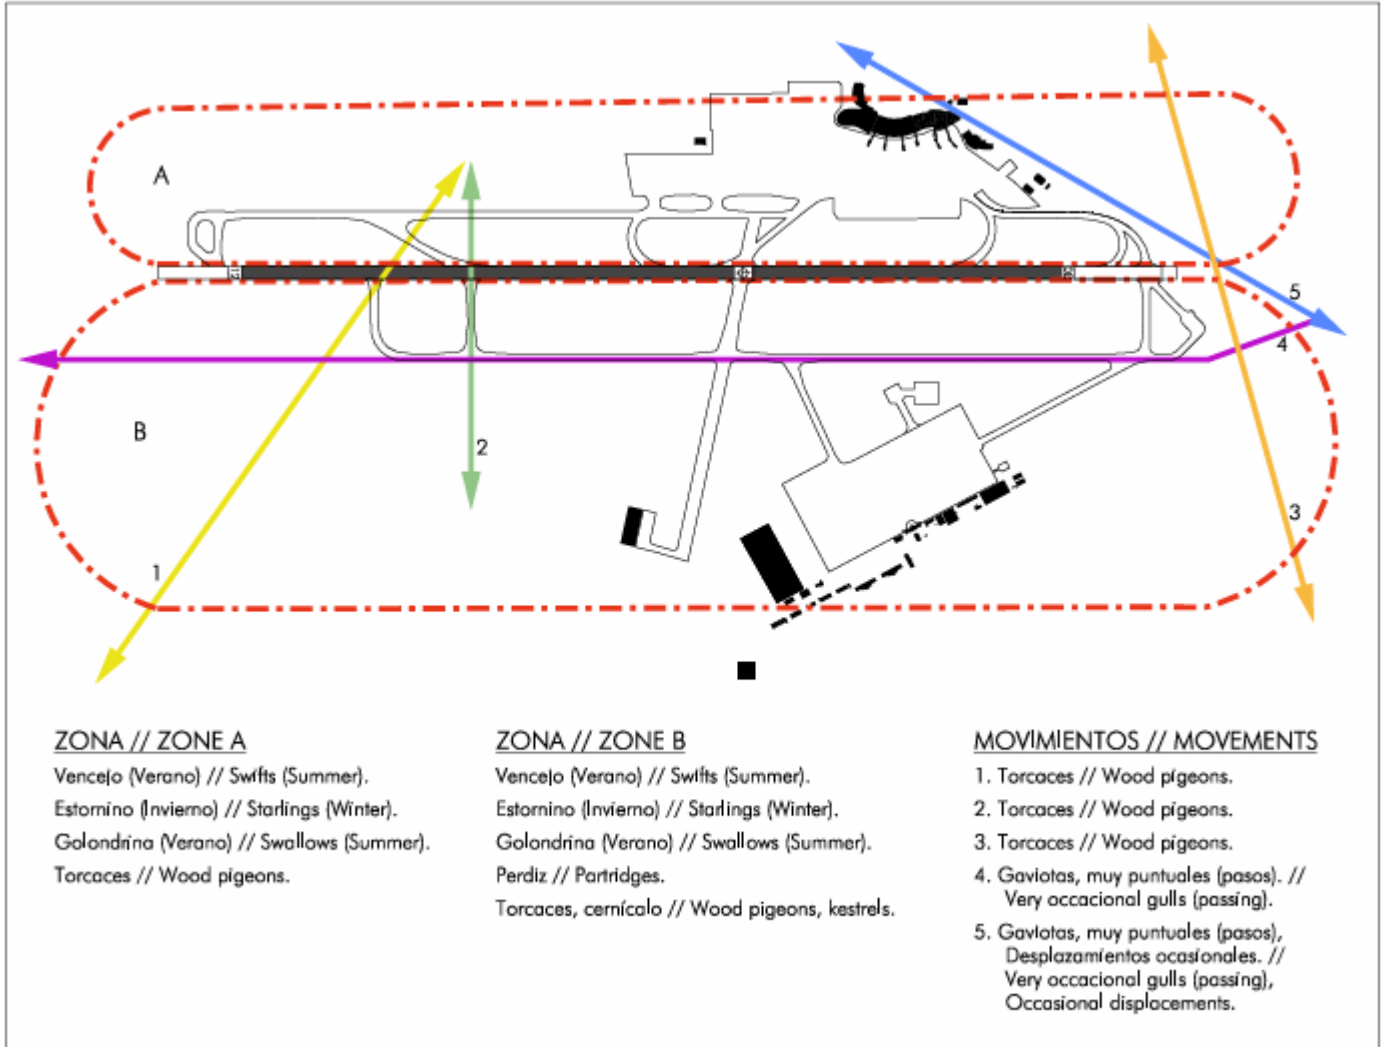 A
5
4
B
2
3
1
ZONA // ZONE A
Vencejo (Verano) // Swifts (Summer).
Estornino (Invierno) // Starlings (Winter).
Golondrina (Verano) // Swallows (Summer).
Torcaces // Wood pigeons.
ZONA // ZONE B
Vencejo (Verano) // Swifts (Summer).
Estornino (Invierno) // Starlings (Winter).
Golondrina (Verano) // Swallows (Summer).
Perdiz // Partridges.
Torcaces, cernícalo // Wood pigeons, kestrels.
MOVIMIENTOS // MOVEMENTS
1. Torcaces // Wood pigeons.
2. Torcaces // Wood pigeons.
3. Torcaces // Wood pigeons.
4. Gaviotas, muy puntuales (pasos). //
Very occacional gulls (passing).
5. Gaviotas, muy puntuales (pasos),
Desplazamientos ocasionales. //
Very occacional gulls (passing),
Occasional displacements.